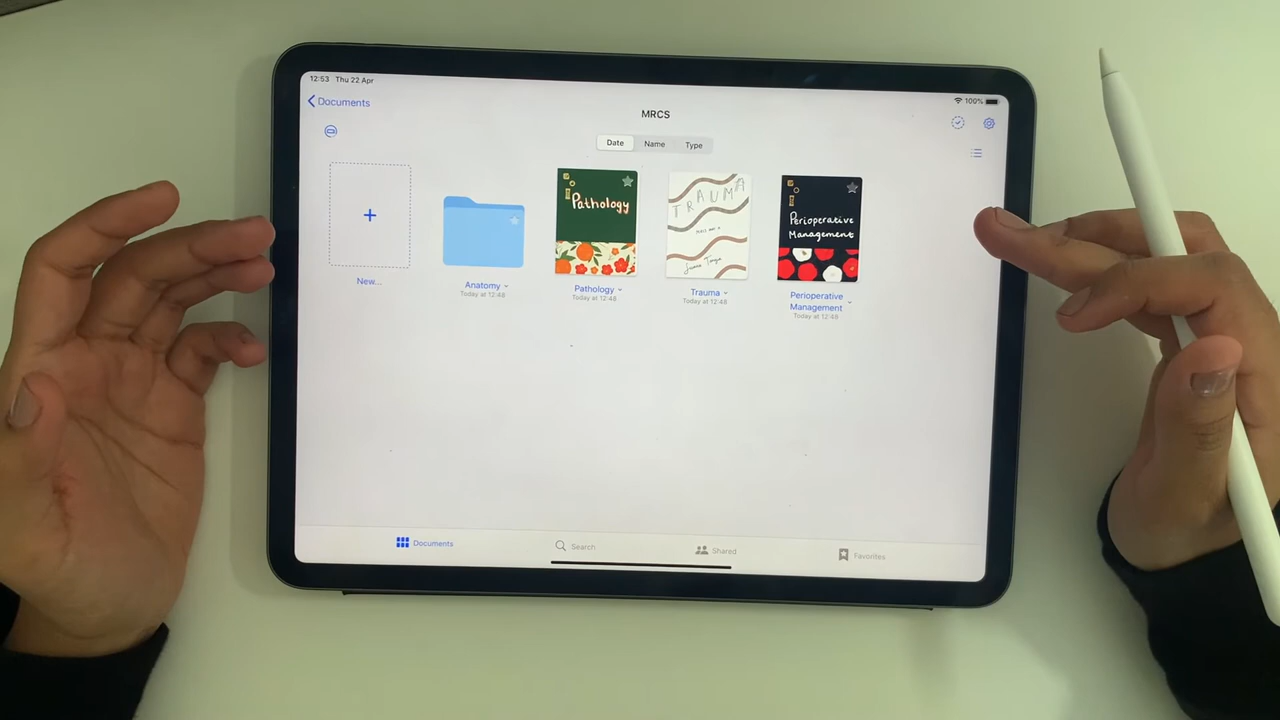 12:53 Thu 22 Apr
100%
Documents
MRCS
Date Name Type
Pathology
TRAUMA
Perioperative
Management
New...
Anatomy
Today at 12:48
Pathology
Today at 12:48
Trauma
Today at 12:48
Perioperative
Management
Today at 12:48
Documents
Search
Shared
Favorites